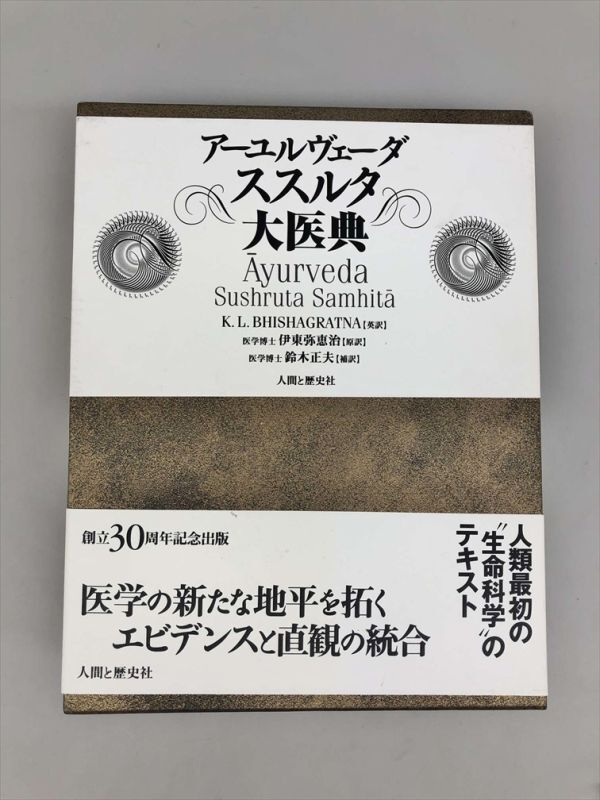 アーユルヴェーダ
ススルタ
大医典
Āyurveda
Sushruta Samhitā
K. L. BHISHAGRATNA【英訳】
医学博士 伊東弥恵治【原訳】
医学博士 鈴木正夫【補訳】
人間と歴史社
創立30周年記念出版
人類最初の
“生命科学”の
テキスト
医学の新たな地平を拓く
エビデンスと直観の統合
人間と歴史社